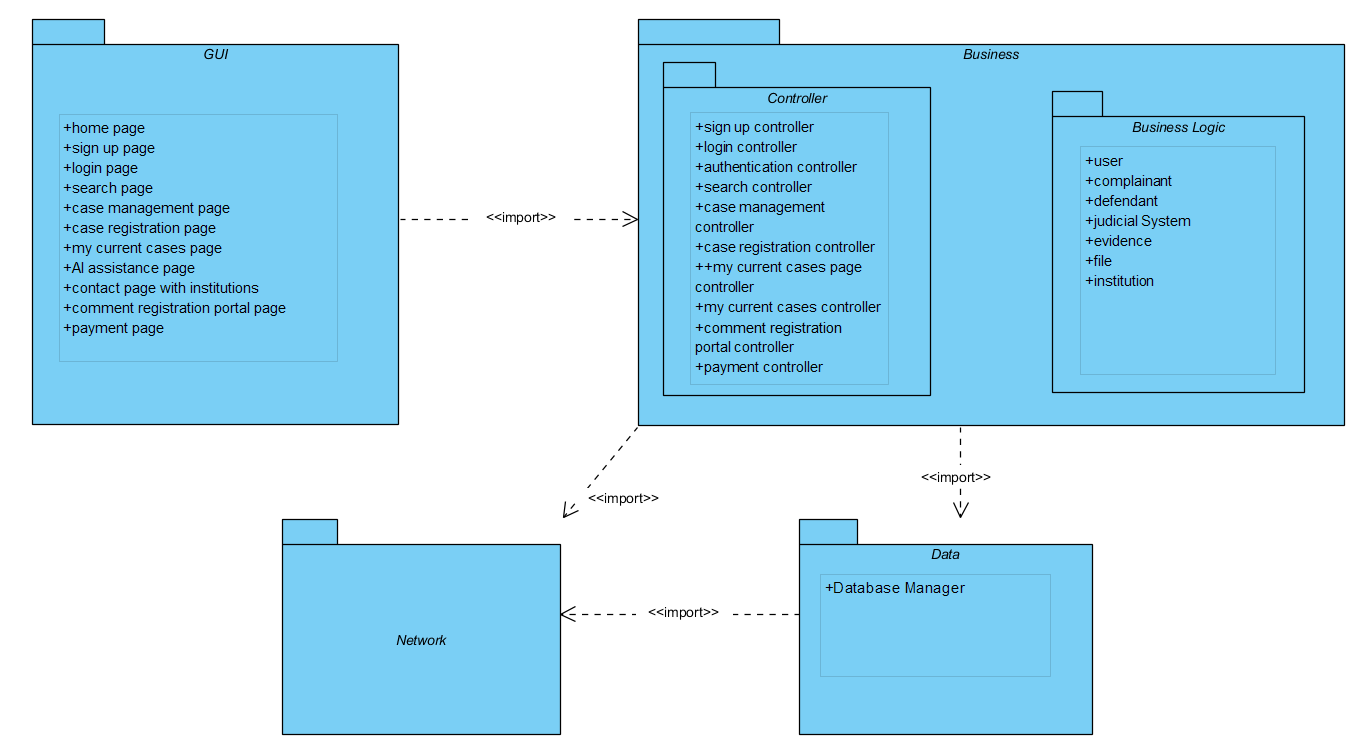 GUI
+home page
+sign up page
+login page
+search page
+case management page
+case registration page
+my current cases page
+AI assistance page
+contact page with institutions
+comment registration portal page
+payment page
<<import>>
Business
Controller
+sign up controller
+login controller
+authentication controller
+search controller
+case management
controller
+case registration controller
++my current cases page
controller
+my current cases controller
+comment registration
portal controller
+payment controller
Business Logic
+user
+complainant
+defendant
+judicial System
+evidence
+file
+institution
<<import>>
<<import>>
Network
<<import>>
Data
+Database Manager